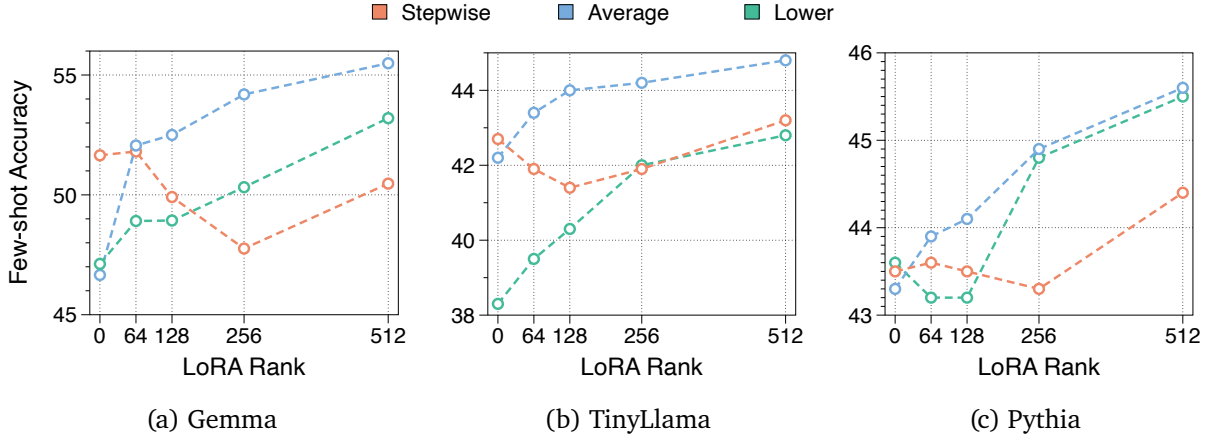 Stepwise Average Lower
Few-shot Accuracy
55
50
45
0 64 128 256 512
LoRA Rank
(a) Gemma
44
42
40
38
0 64 128 256 512
LoRA Rank
(b) TinyLlama
46
45
44
43
0 64 128 256 512
LoRA Rank
(c) Pythia